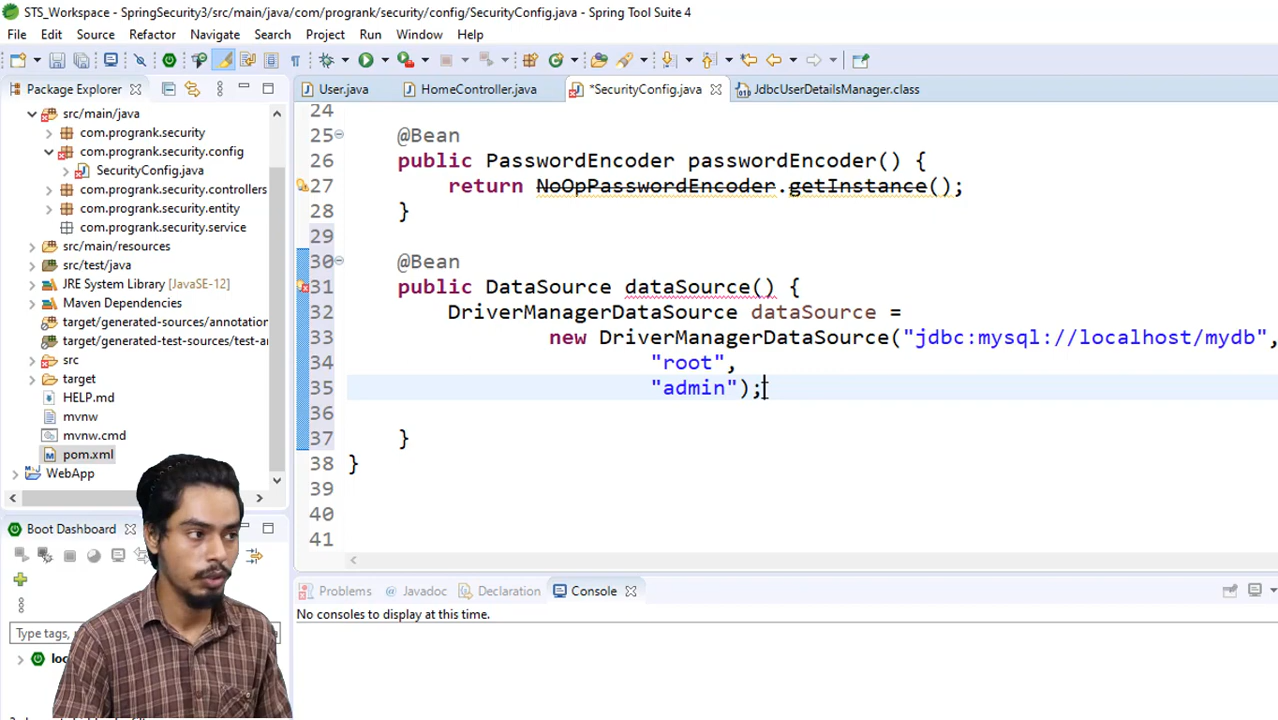 STS_Workspace - SpringSecurity3/src/main/java/com/progrank/security/config/SecurityConfig.java - Spring Tool Suite 4
File Edit Source Refactor Navigate Search Project Run Window Help
Package Explorer
User.java HomeController.java *SecurityConfig.java JdbcUserDetailsManager.class
src/main/java
com.progrank.security
com.progrank.security.config
SecurityConfig.java
com.progrank.security.controllers
com.progrank.security.entity
com.progrank.security.service
src/main/resources
src/test/java
JRE System Library [JavaSE-12]
Maven Dependencies
target/generated-sources/annotation
target/generated-test-sources/test-ar
src
target
HELP.md
mvnw
mvnw.cmd
pom.xml
WebApp
24
25 @Bean
26 public PasswordEncoder passwordEncoder() {
27 return NoOpPasswordEncoder.getInstance();
28 }
29
30 @Bean
31 public DataSource dataSource() {
32 DriverManagerDataSource dataSource =
33 new DriverManagerDataSource("jdbc:mysql://localhost/mydb",
34 "root",
35 "admin");
36
37 }
38 }
39
40
41
Boot Dashboard
Type tags,
loc
Problems Javadoc Declaration Console
No consoles to display at this time.